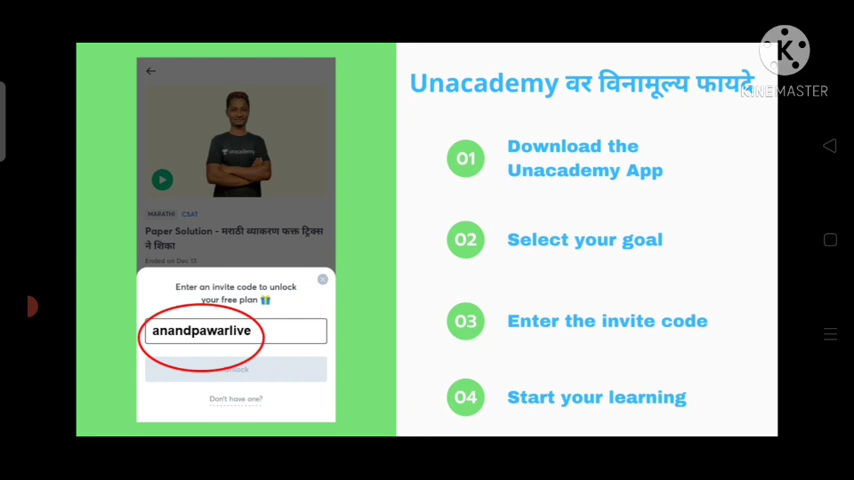 Unacademy वर विनामूल्य फायदे
K
KINEMASTER
01
Download the
Unacademy App
02
Select your goal
03
Enter the invite code
04
Start your learning
unacademy
MARATHI CSAT
Paper Solution - मराठी व्याकरण फक्त ट्रिक्स
ने शिका
Ended on Dec 13
Enter an invite code to unlock
your free plan
anandpawarlive
Don't have one?